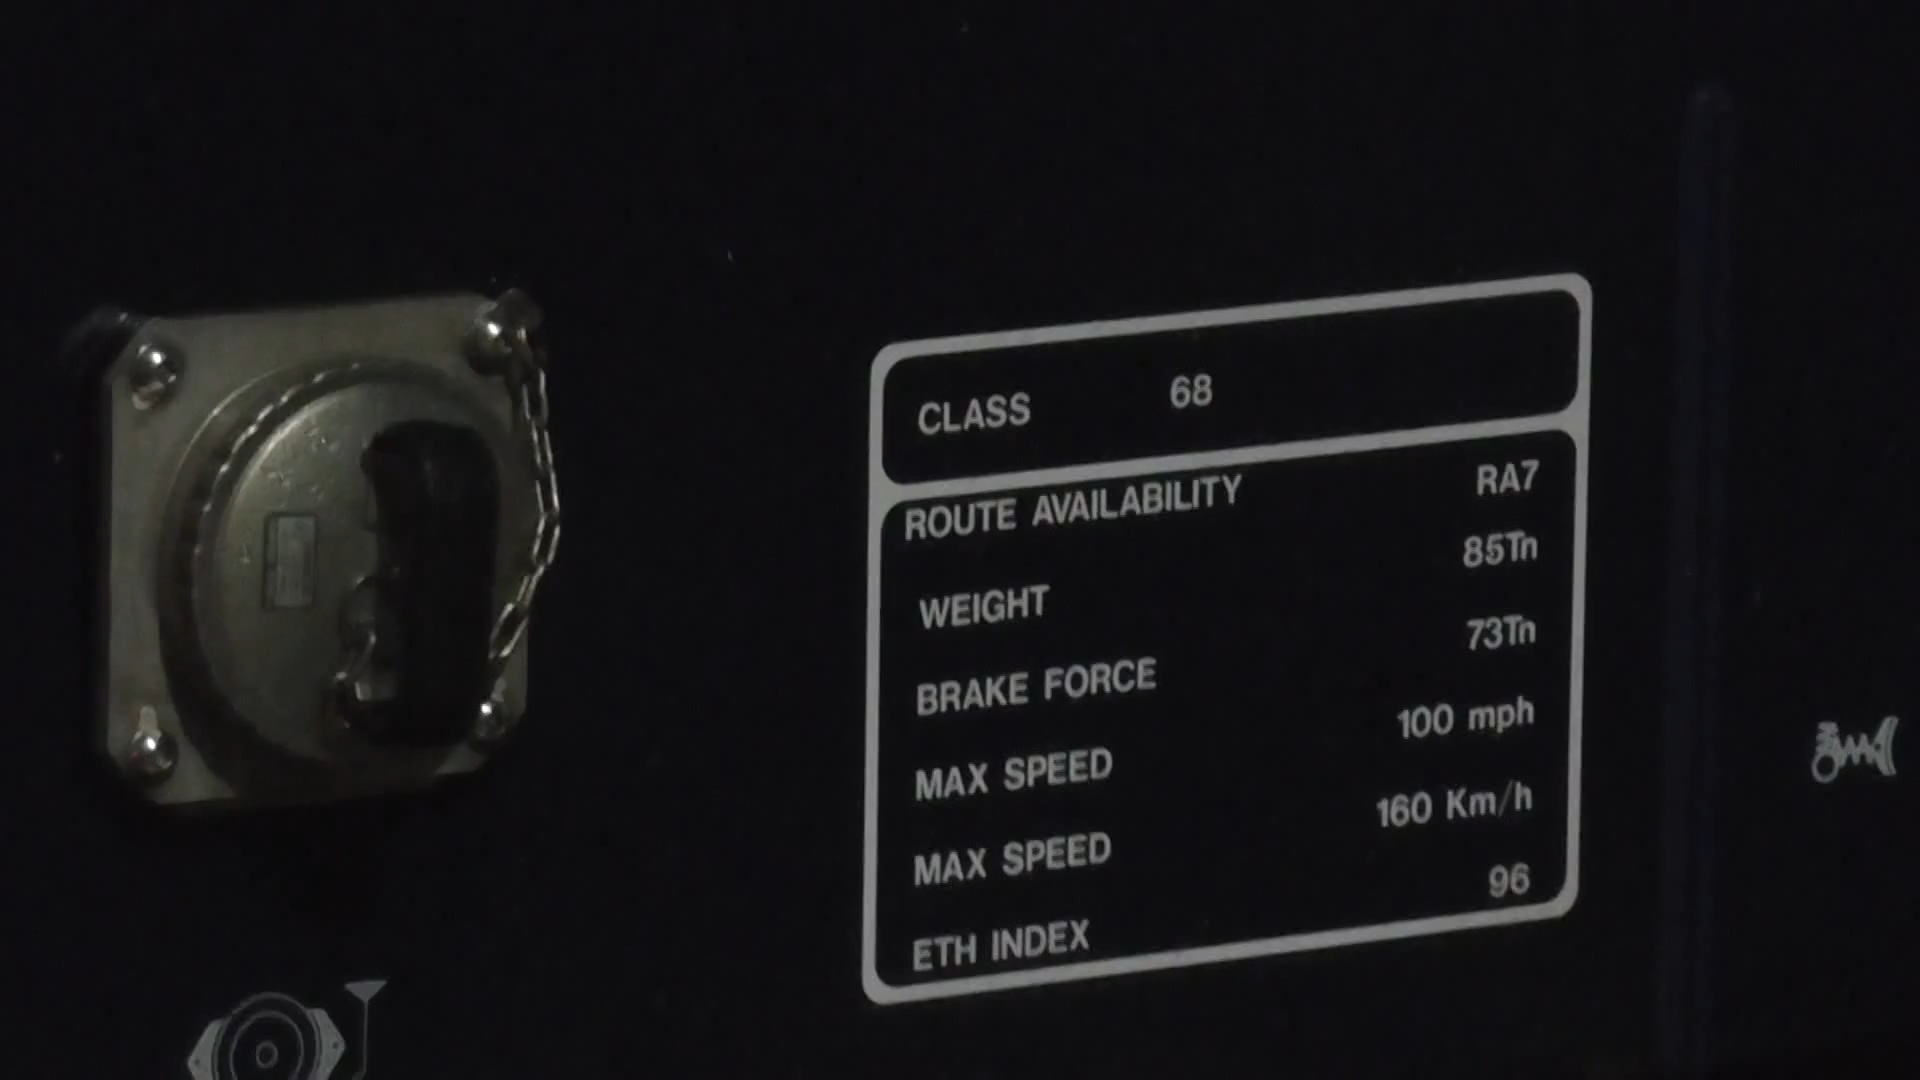 CLASS 68
ROUTE AVAILABILITY RA7
WEIGHT 85Tn
BRAKE FORCE 73Tn
MAX SPEED 100 mph
MAX SPEED 160 Km/h
ETH INDEX 96